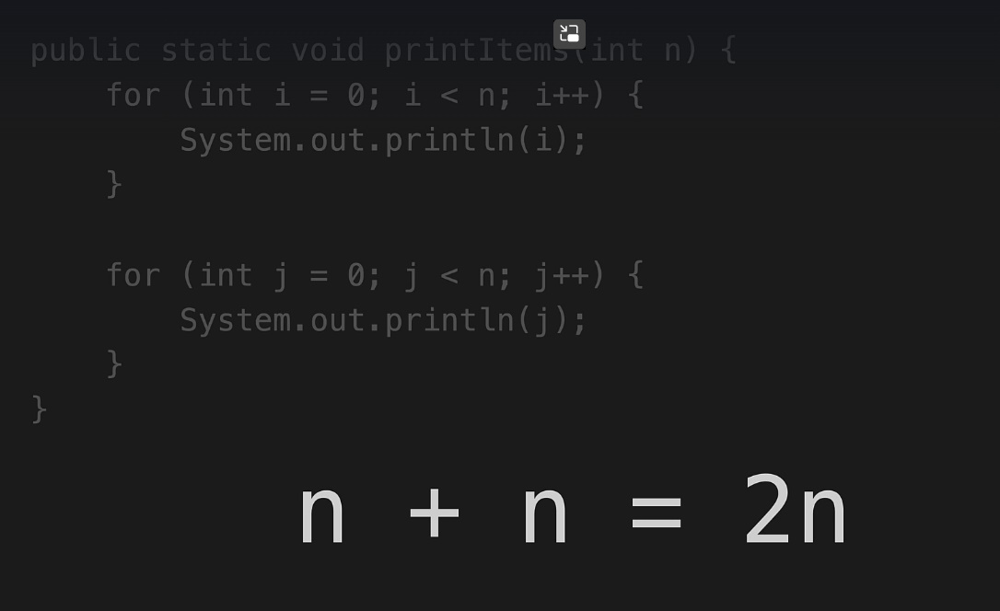 public static void printItems(int n) {
    for (int i = 0; i < n; i++) {
        System.out.println(i);
    }
    for (int j = 0; j < n; j++) {
        System.out.println(j);
    }
}
n + n = 2n